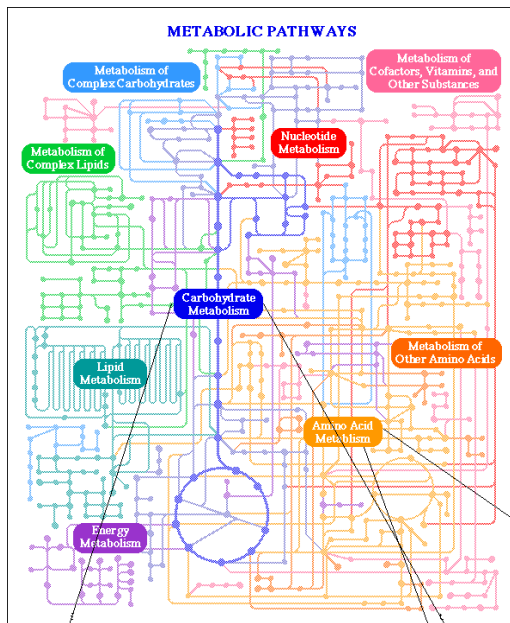 METABOLIC PATHWAYS
Metabolism of
Complex Carbohydrates
Metabolism of
Cofactors, Vitamins, and
Other Substances
Nucleotide
Metabolism
Metabolism of
Complex Lipids
Carbohydrate
Metabolism
Metabolism of
Other Amino Acids
Lipid
Metabolism
Amino Acid
Metablism
Energy
Metabolism